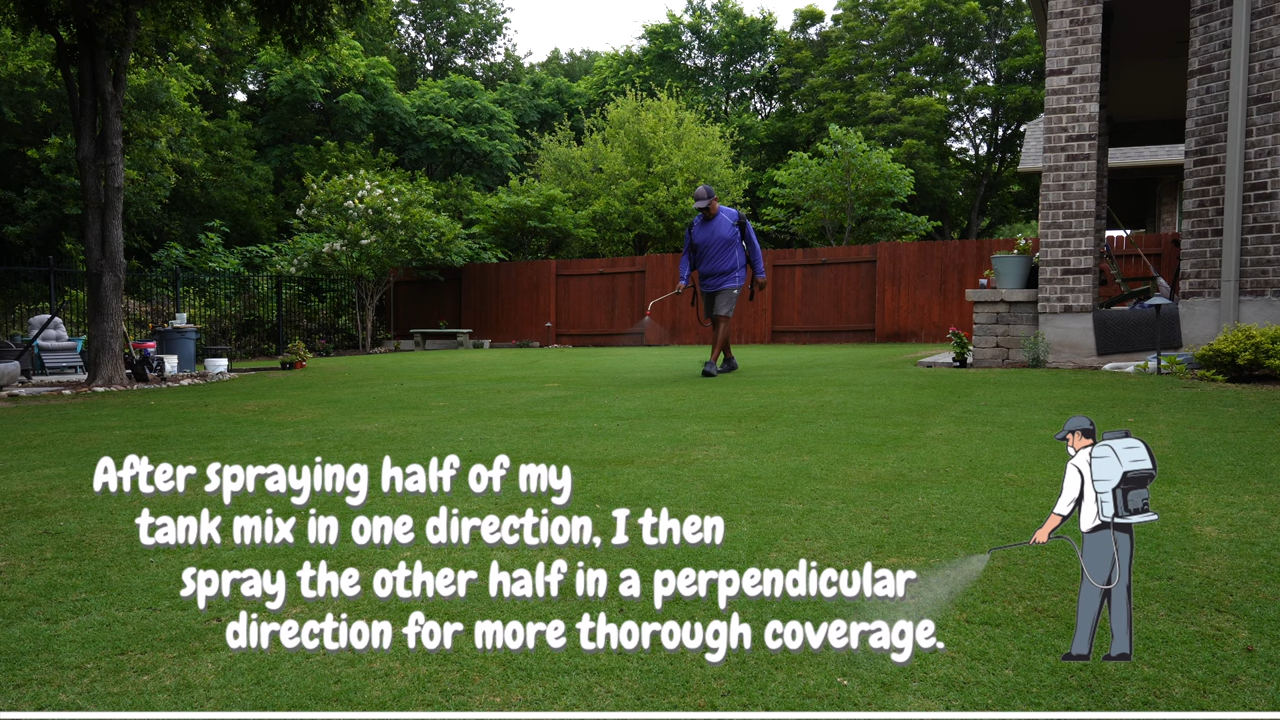 After spraying half of my
tank mix in one direction, I then
spray the other half in a perpendicular
direction for more thorough coverage.